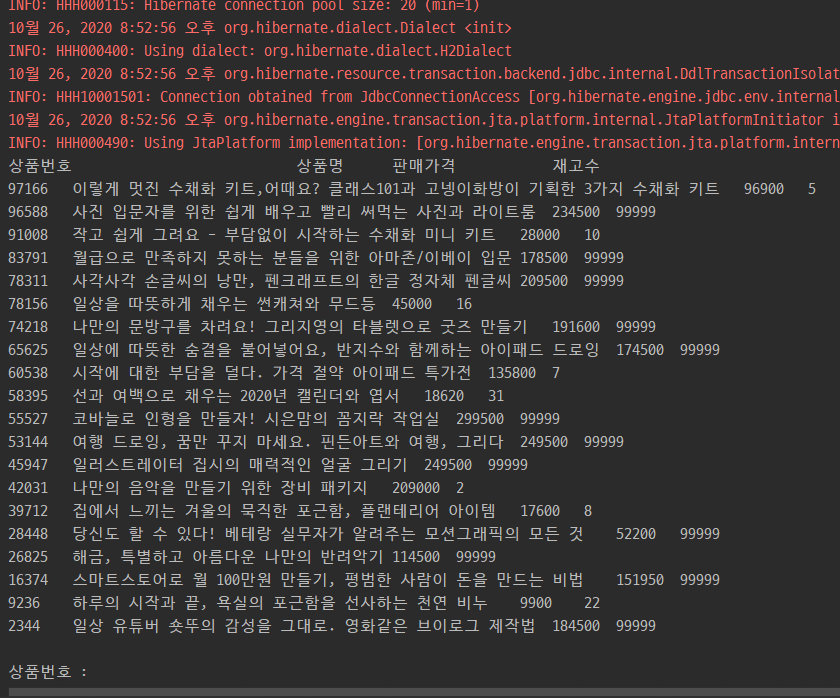 INFO: HHH000115: Hibernate connection pool size: 20 (min=1)
10월 26, 2020 8:52:56 오후 org.hibernate.dialect.Dialect <init>
INFO: HHH000400: Using dialect: org.hibernate.dialect.H2Dialect
10월 26, 2020 8:52:56 오후 org.hibernate.resource.transaction.backend.jdbc.internal.DdlTransactionIsolat
INFO: HHH10001501: Connection obtained from JdbcConnectionAccess [org.hibernate.engine.jdbc.env.internal
10월 26, 2020 8:52:56 오후 org.hibernate.engine.transaction.jta.platform.internal.JtaPlatformInitiator i
INFO: HHH000490: Using JtaPlatform implementation: [org.hibernate.engine.transaction.jta.platform.intern
상품번호 상품명 판매가격 재고수
97166 이렇게 멋진 수채화 키트,어때요? 클래스101과 고넹이화방이 기획한 3가지 수채화 키트 96900 5
96588 사진 입문자를 위한 쉽게 배우고 빨리 써먹는 사진과 라이트룸 234500 99999
91008 작고 쉽게 그려요 - 부담없이 시작하는 수채화 미니 키트 28000 10
83791 월급으로 만족하지 못하는 분들을 위한 아마존/이베이 입문 178500 99999
78311 사각사각 손글씨의 낭만, 펜크래프트의 한글 정자체 펜글씨 209500 99999
78156 일상을 따뜻하게 채우는 썬캐쳐와 무드등 45000 16
74218 나만의 문방구를 차려요! 그리지영의 타블렛으로 굿즈 만들기 191600 99999
65625 일상에 따뜻한 숨결을 불어넣어요, 반지수와 함께하는 아이패드 드로잉 174500 99999
60538 시작에 대한 부담을 덜다. 가격 절약 아이패드 특가전 135800 7
58395 선과 여백으로 채우는 2020년 캘린더와 엽서 18620 31
55527 코바늘로 인형을 만들자! 시은맘의 꼼지락 작업실 299500 99999
53144 여행 드로잉, 꿈만 꾸지 마세요. 핀든아트와 여행, 그리다 249500 99999
45947 일러스트레이터 집시의 매력적인 얼굴 그리기 249500 99999
42031 나만의 음악을 만들기 위한 장비 패키지 209000 2
39712 집에서 느끼는 겨울의 묵직한 포근함, 플랜테리어 아이템 17600 8
28448 당신도 할 수 있다! 베테랑 실무자가 알려주는 모션그래픽의 모든 것 52200 99999
26825 해금, 특별하고 아름다운 나만의 반려악기 114500 99999
16374 스마트스토어로 월 100만원 만들기, 평범한 사람이 돈을 만드는 비법 151950 99999
9236 하루의 시작과 끝, 욕실의 포근함을 선사하는 천연 비누 9900 22
2344 일상 유튜버 숏뚜의 감성을 그대로. 영화같은 브이로그 제작법 184500 99999
상품번호 :